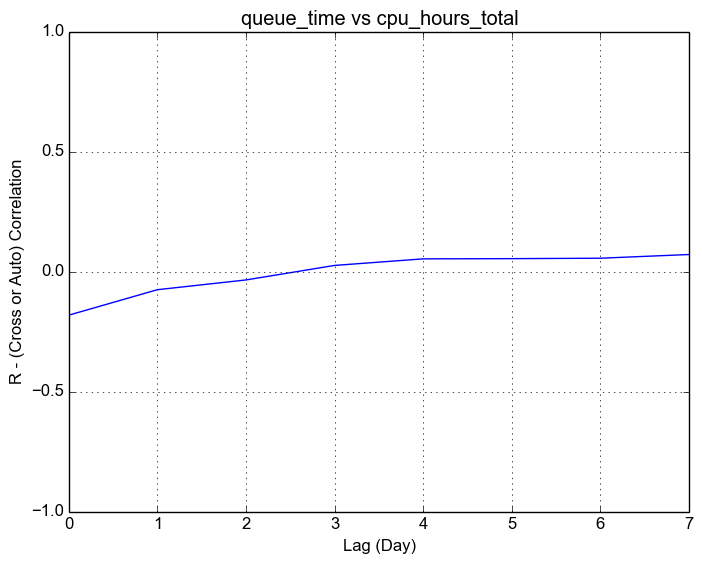 queue_time vs cpu_hours_total
1.0
0.5
0.0
−0.5
−1.0
R - (Cross or Auto) Correlation
0 1 2 3 4 5 6 7
Lag (Day)